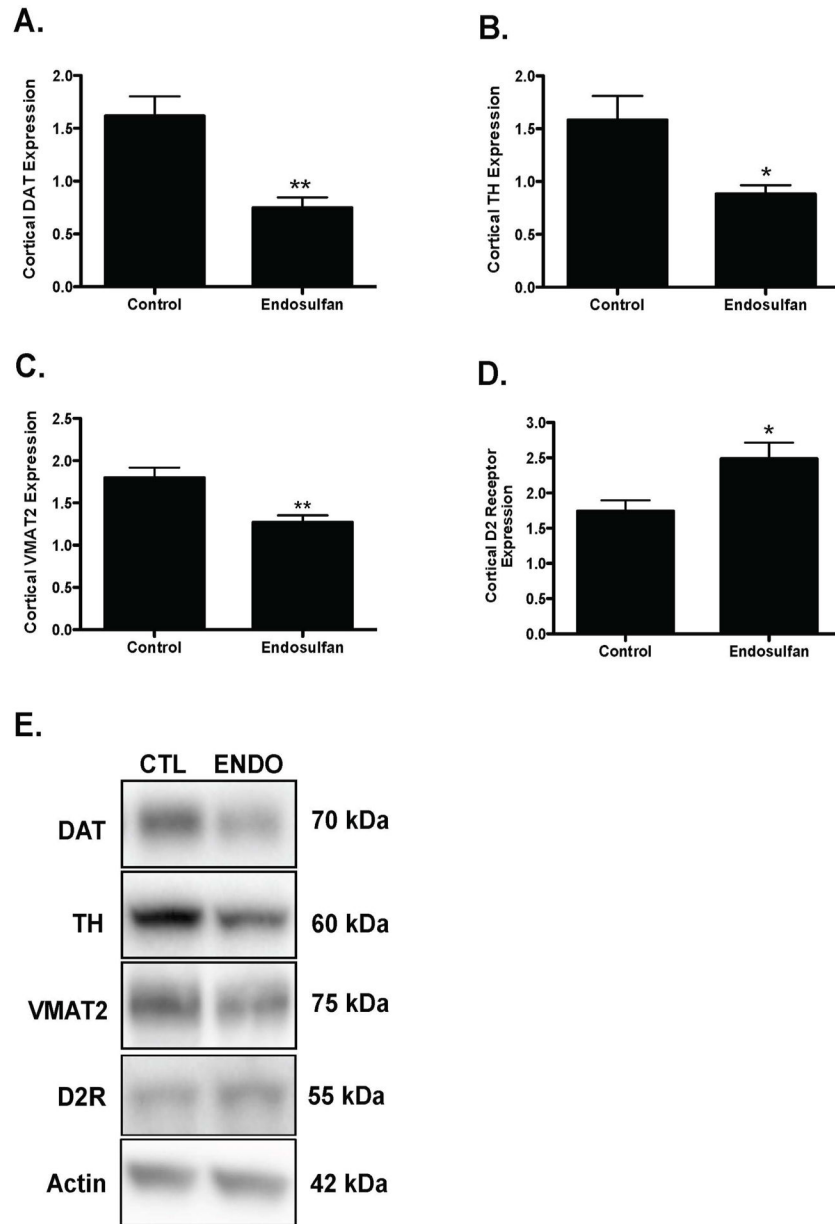 A.
Cortical DAT Expression
2.0
1.5
1.0
0.5
0.0
**
Control Endosulfan
B.
Cortical TH Expression
2.0
1.5
1.0
0.5
0.0
*
Control Endosulfan
C.
Cortical VMAT2 Expression
2.5
2.0
1.5
1.0
0.5
0.0
**
Control Endosulfan
D.
Cortical D2 Receptor
Expression
3.0
2.5
2.0
1.5
1.0
0.5
0.0
*
Control Endosulfan
E.
CTL ENDO
DAT 70 kDa
TH 60 kDa
VMAT2 75 kDa
D2R 55 kDa
Actin 42 kDa